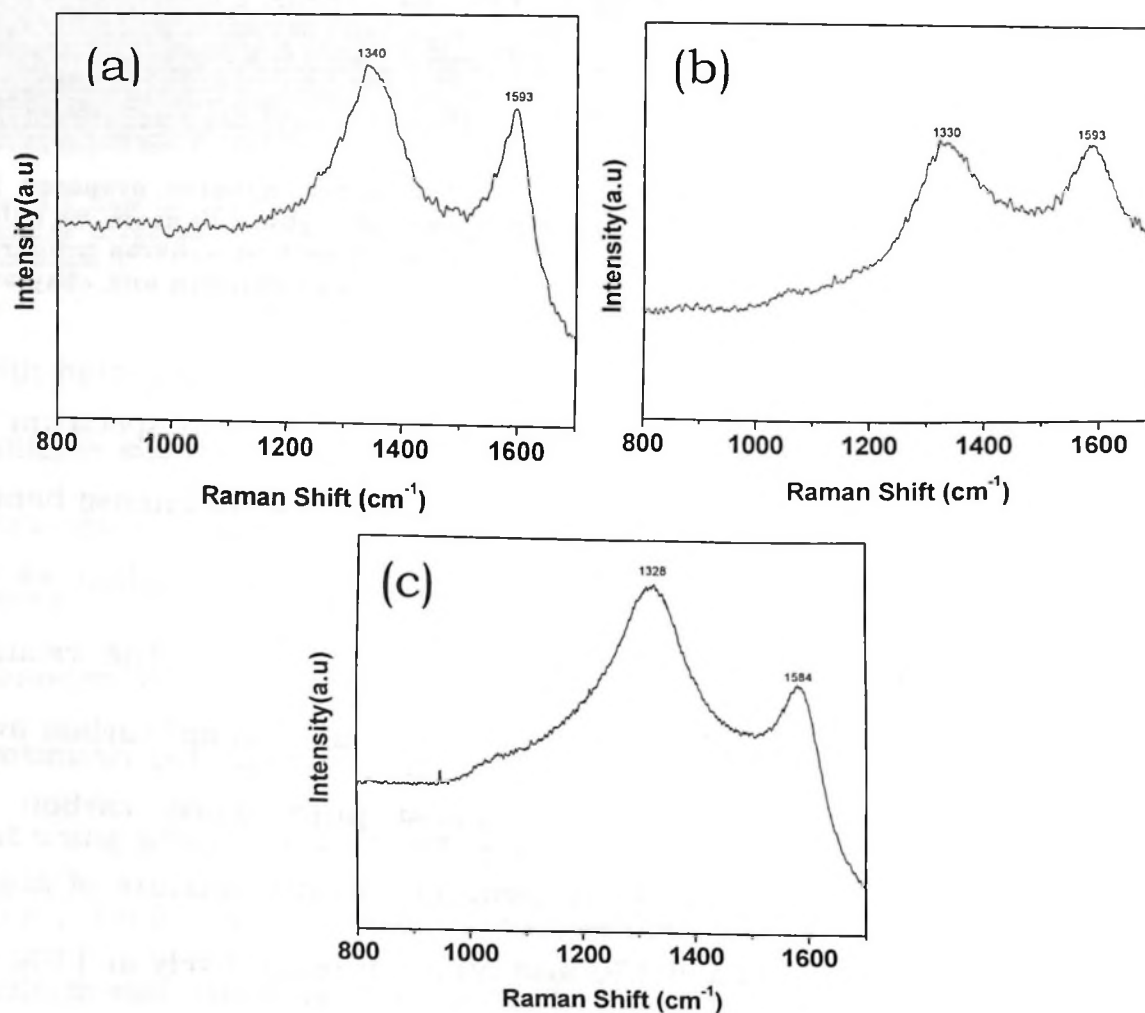 (a)
1340
1593
Intensity(a.u)
800 1000 1200 1400 1600
Raman Shift (cm⁻¹)
(b)
1330
1593
Intensity(a.u)
800 1000 1200 1400 1600
Raman Shift (cm⁻¹)
(c)
1328
1584
Intensity(a.u)
800 1000 1200 1400 1600
Raman Shift (cm⁻¹)